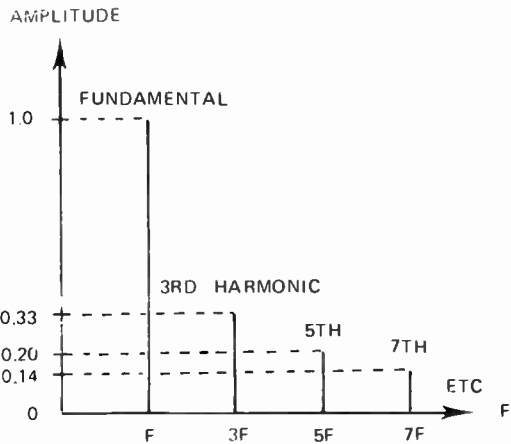 AMPLITUDE
FUNDAMENTAL
1.0
3RD HARMONIC
0.33
5TH
0.20
7TH
0.14
ETC
0
F
F
3F
5F
7F